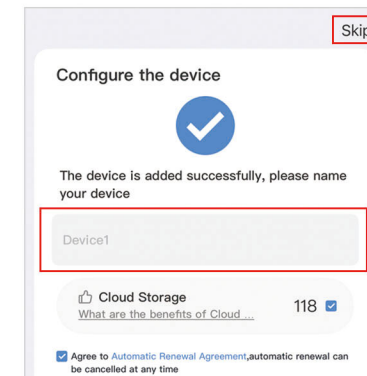 Skip
Configure the device
The device is added successfully, please name
your device
Device1
Cloud Storage
What are the benefits of Cloud ...
118
Agree to Automatic Renewal Agreement,automatic renewal can
be cancelled at any time